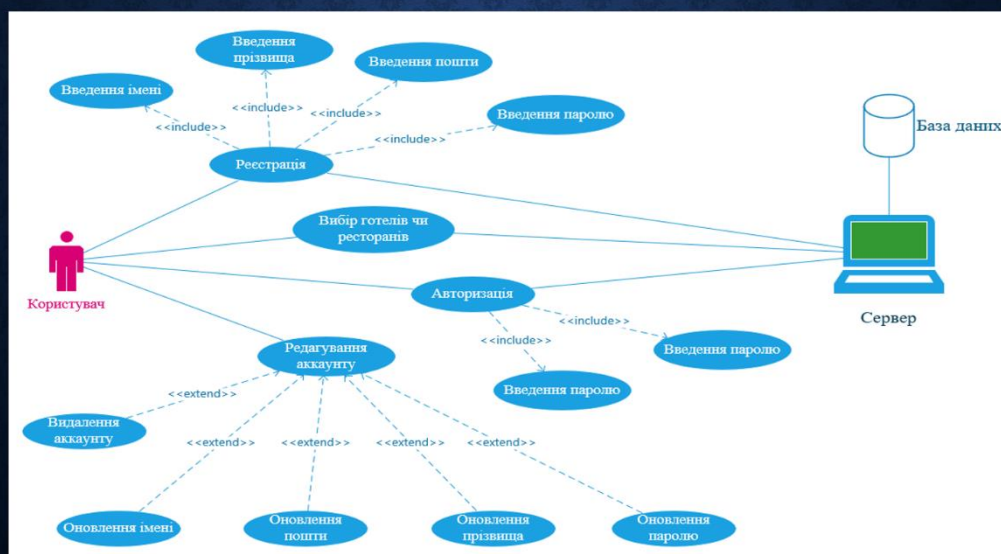 Введення
прізвища
Введення пошти
Введення імені
<<include>>
<<include>>
<<include>>
Введення паролю
<<include>>
База даних
Реєстрація
Вибір готелів чи
ресторанів
Користувач
Авторизація
Сервер
<<include>>
<<include>>
Редагування
аккаунту
Введення паролю
Введення паролю
<<extend>>
Видалення
аккаунту
<<extend>>
<<extend>>
<<extend>>
<<extend>>
Оновлення імені
Оновлення
пошти
Оновлення
прізвища
Оновлення
паролю